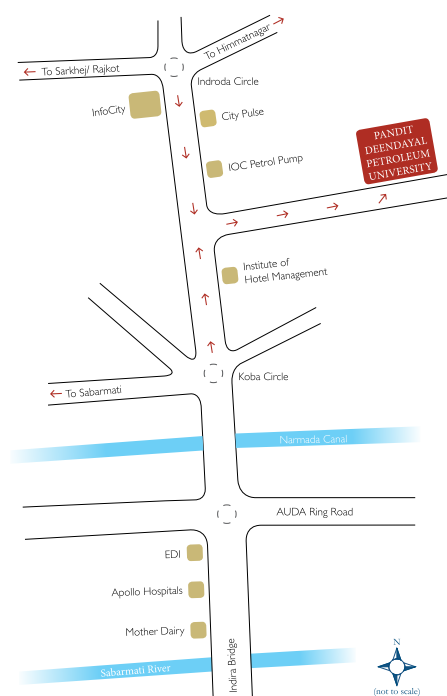 To Himmatnagar
To Sarkhej/ Rajkot
Indroda Circle
InfoCity
City Pulse
PANDIT
DEENDAYAL
PETROLEUM
UNIVERSITY
IOC Petrol Pump
Institute of
Hotel Management
Koba Circle
To Sabarmati
Narmada Canal
AUDA Ring Road
EDI
Apollo Hospitals
Mother Dairy
Indira Bridge
Sabarmati River
N
(not to scale)